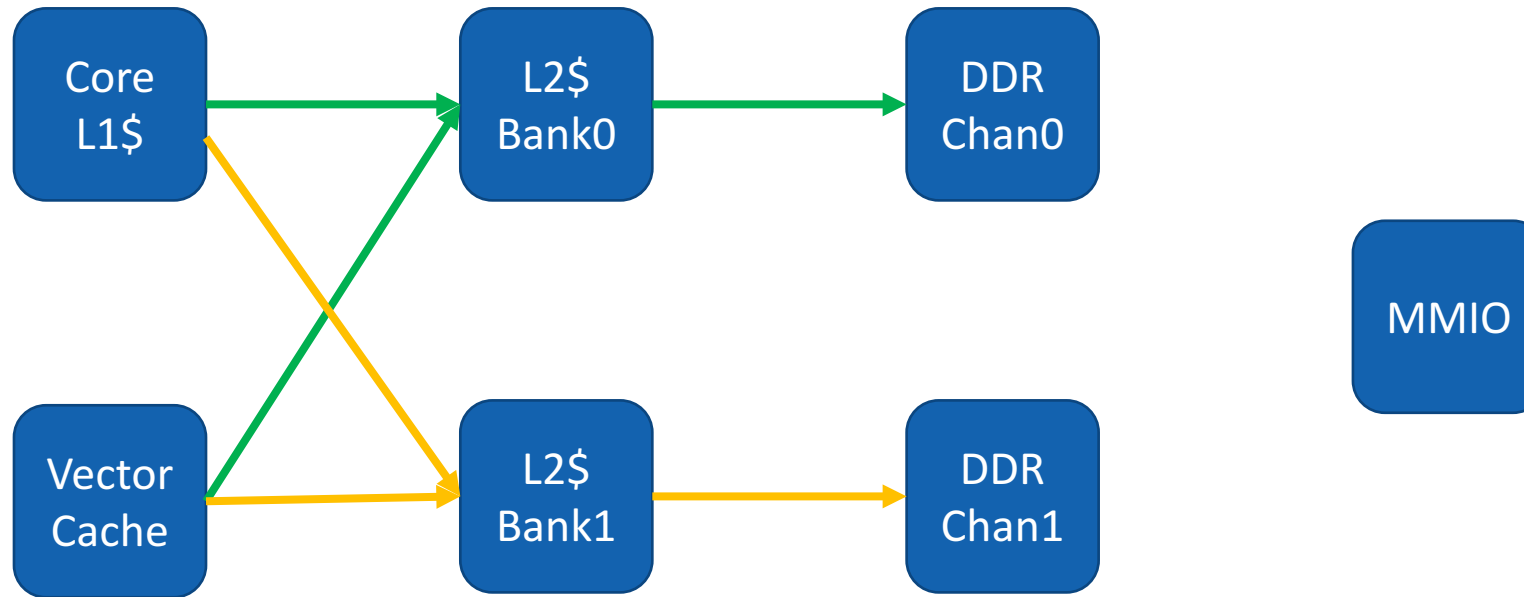 Core
L1$
L2$
Bank0
DDR
Chan0
MMIO
Vector
Cache
L2$
Bank1
DDR
Chan1